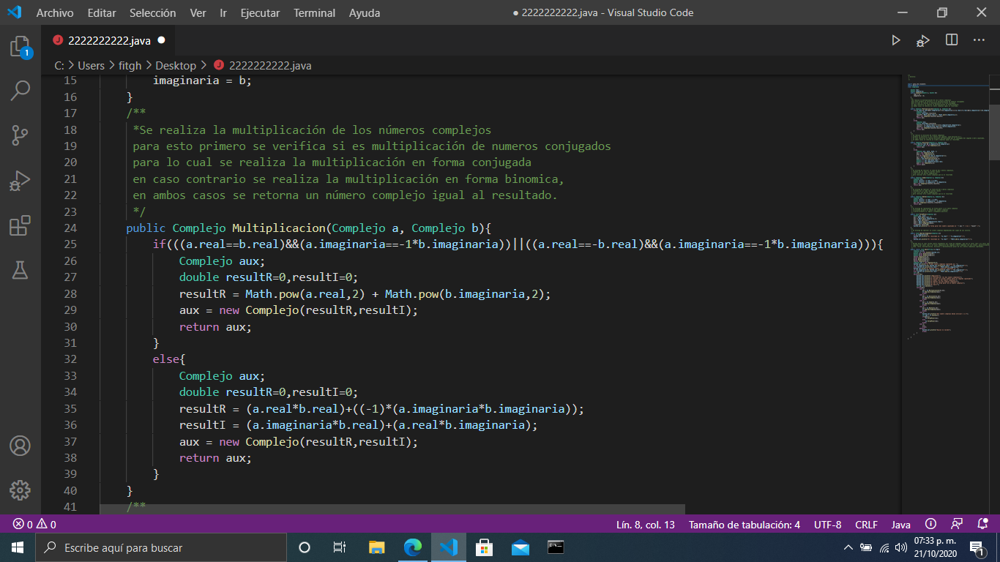 Archivo Editar Selección Ver Ir Ejecutar Terminal Ayuda ● 2222222222.java - Visual Studio Code
2222222222.java
C: > Users > fitgh > Desktop > 2222222222.java
1
15 imaginaria = b;
16 }
17 /**
18 *Se realiza la multiplicación de los números complejos
19 para esto primero se verifica si es multiplicación de numeros conjugados
20 para lo cual se realiza la multiplicación en forma conjugada
21 en caso contrario se realiza la multiplicación en forma binomica,
22 en ambos casos se retorna un número complejo igual al resultado.
23 */
24 public Complejo Multiplicacion(Complejo a, Complejo b){
25 if(((a.real==b.real)&&(a.imaginaria==-1*b.imaginaria))||((a.real==-b.real)&&(a.imaginaria==-1*b.imaginaria))){
26 Complejo aux;
27 double resultR=0,resultI=0;
28 resultR = Math.pow(a.real,2) + Math.pow(b.imaginaria,2);
29 aux = new Complejo(resultR,resultI);
30 return aux;
31 }
32 else{
33 Complejo aux;
34 double resultR=0,resultI=0;
35 resultR = (a.real*b.real)+((-1)*(a.imaginaria*b.imaginaria));
36 resultI = (a.imaginaria*b.real)+(a.real*b.imaginaria);
37 aux = new Complejo(resultR,resultI);
38 return aux;
39 }
40 }
41 /**
0 0 Lín. 8, col. 13 Tamaño de tabulación: 4 UTF-8 CRLF Java
Escribe aquí para buscar
07:33 p. m.
21/10/2020
1